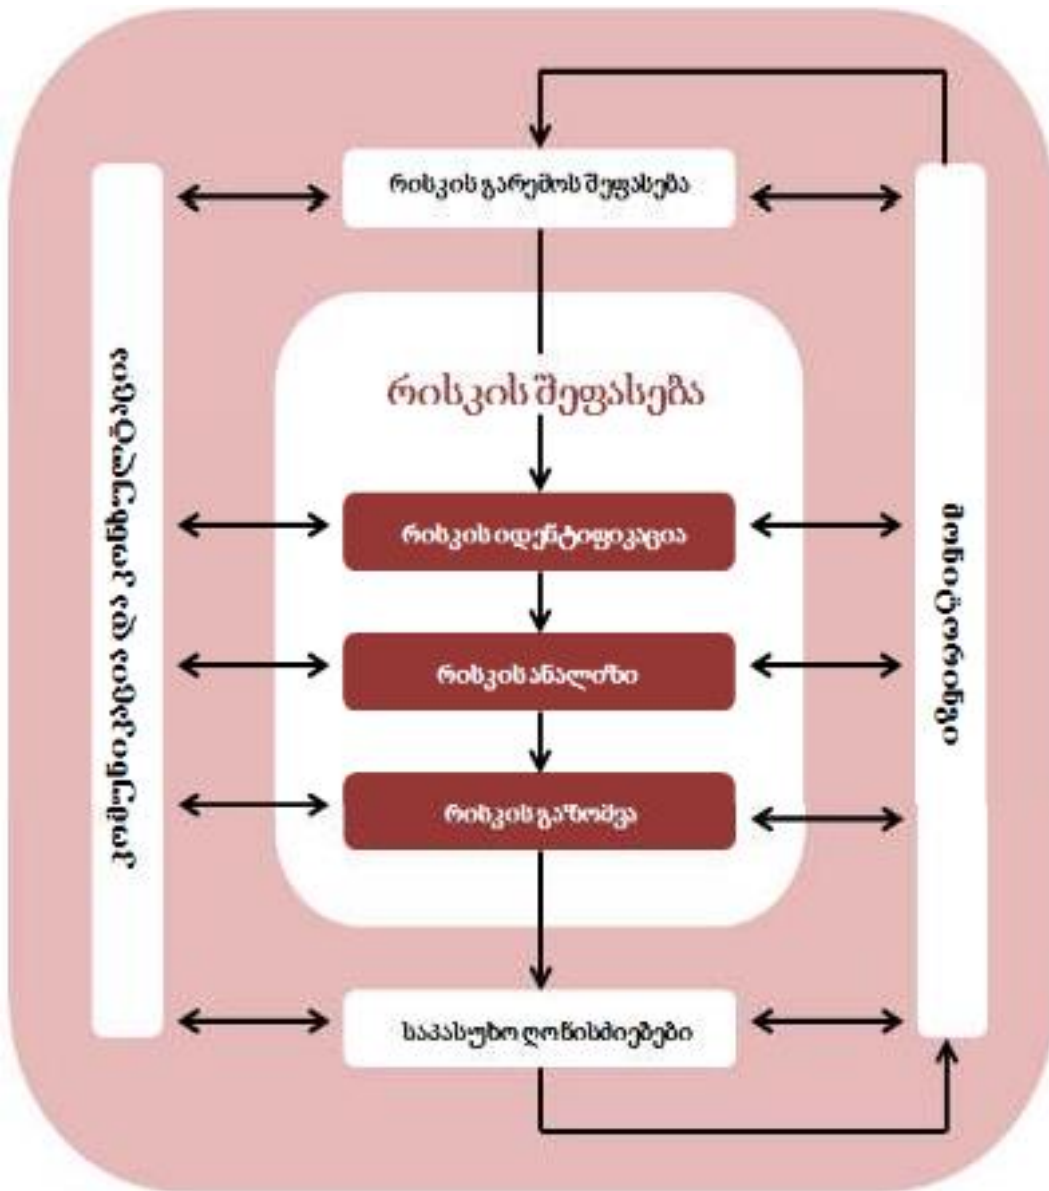 რისკის გარემოს შეფასება
კომუნიკაცია და კონსულტაცია
რისკის შეფასება
რისკის იდენტიფიკაცია
რისკის ანალიზი
რისკის გაზომვა
მონიტორინგი
საპასუხო ღონისძიებები